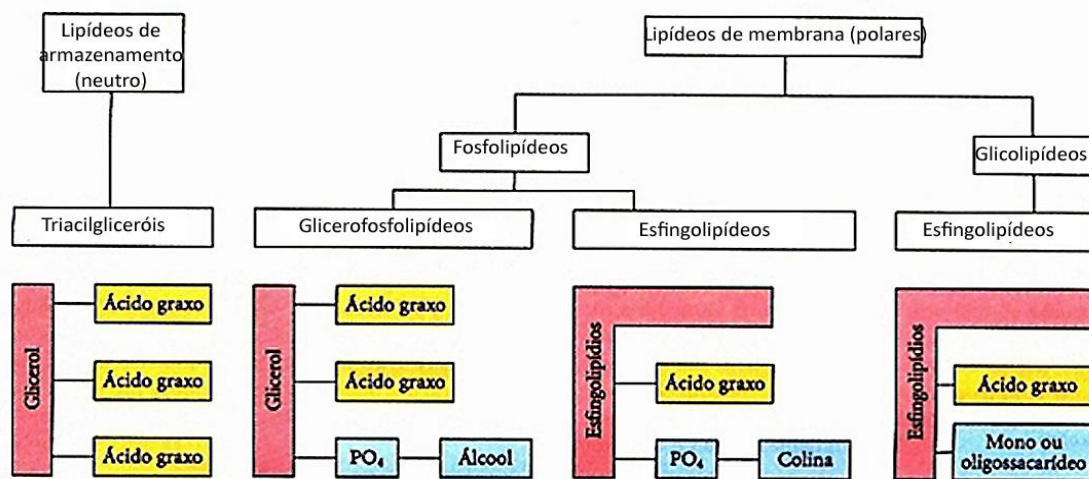 Lipídeos de
armazenamento
(neutro)
Lipídeos de membrana (polares)
Fosfolipídeos
Glicolipídeos
Triacilgliceróis
Glicerofosfolipídeos
Esfingolipídeos
Esfingolipídeos
Glicerol
Ácido graxo
Ácido graxo
Ácido graxo
Glicerol
Ácido graxo
Ácido graxo
PO₄
Álcool
Esfingolipídios
Ácido graxo
PO₄
Colina
Esfingolipídios
Ácido graxo
Mono ou
oligossacarídeo